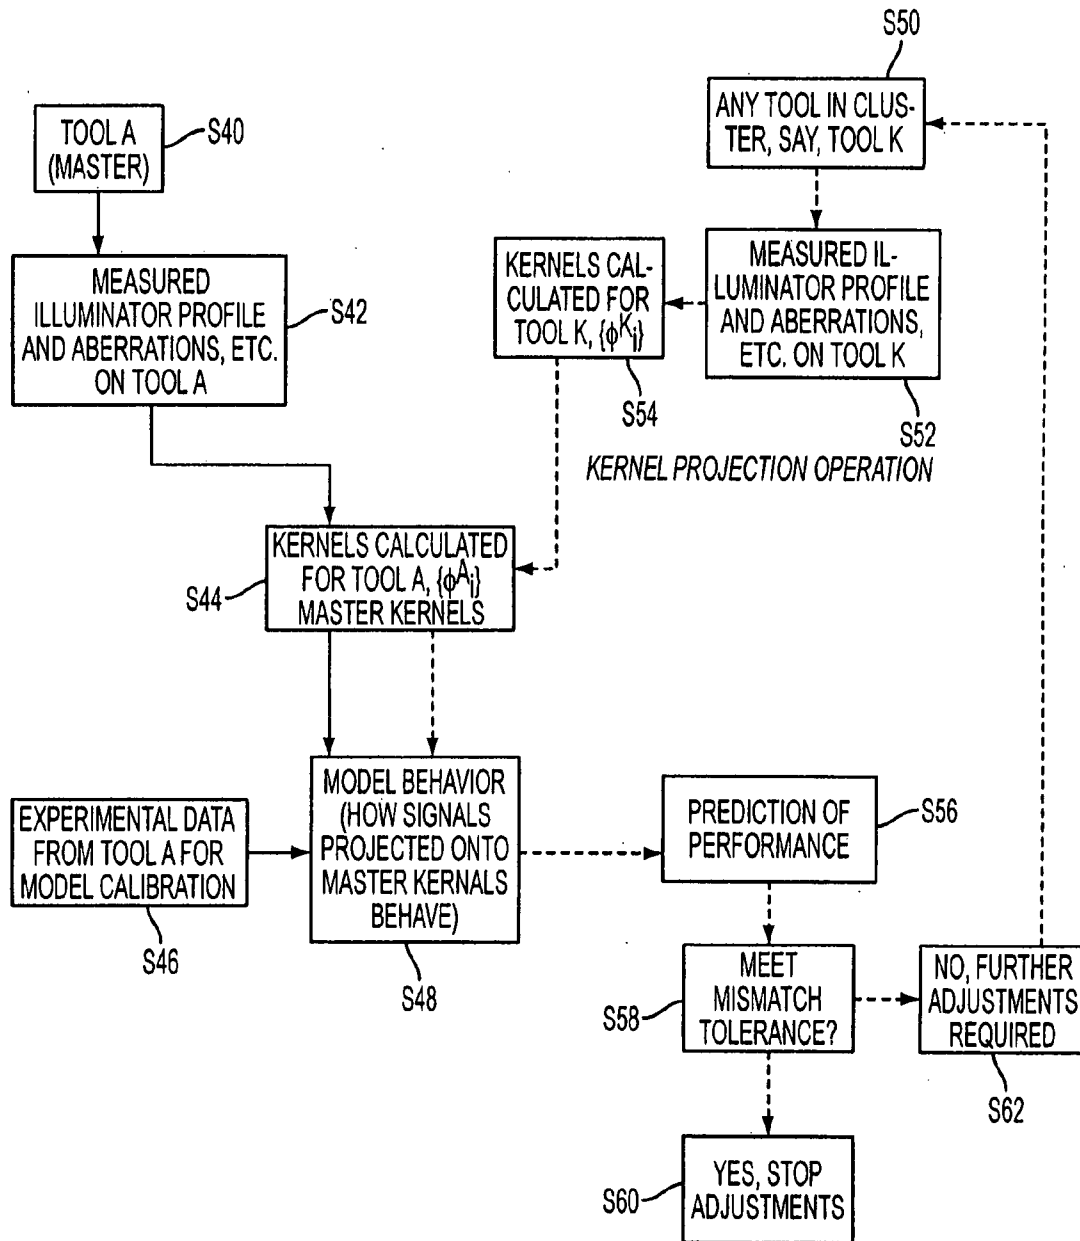 S50
ANY TOOL IN CLUS-
TER, SAY, TOOL K
TOOL A
(MASTER)
S40
MEASURED
ILLUMINATOR PROFILE
AND ABERRATIONS, ETC.
ON TOOL A
S42
KERNELS CAL-
CULATED FOR
TOOL K, {ϕᴷᵢ}
S54
MEASURED IL-
LUMINATOR PROFILE
AND ABERRATIONS,
ETC. ON TOOL K
S52
KERNEL PROJECTION OPERATION
KERNELS CALCULATED
FOR TOOL A, {ϕᴬᵢ}
MASTER KERNELS
S44
EXPERIMENTAL DATA
FROM TOOL A FOR
MODEL CALIBRATION
S46
MODEL BEHAVIOR
(HOW SIGNALS
PROJECTED ONTO
MASTER KERNALS
BEHAVE)
S48
PREDICTION OF
PERFORMANCE
S56
MEET
MISMATCH
TOLERANCE?
S58
NO, FURTHER
ADJUSTMENTS
REQUIRED
S62
YES, STOP
ADJUSTMENTS
S60